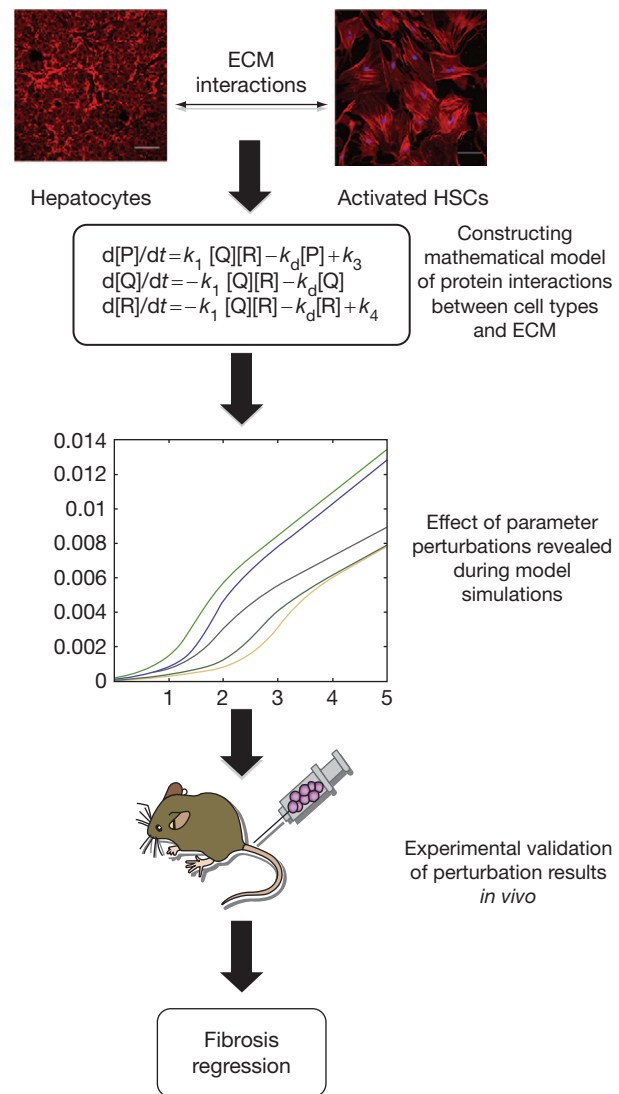 ECM
interactions
Hepatocytes
Activated HSCs
d[P]/dt=k₁ [Q][R]−k_d[P]+k₃
d[Q]/dt=−k₁ [Q][R]−k_d[Q]
d[R]/dt=−k₁ [Q][R]−k_d[R]+k₄
Constructing
mathematical model
of protein interactions
between cell types
and ECM
0.014
0.012
0.01
0.008
0.006
0.004
0.002
0
1 2 3 4 5
Effect of parameter
perturbations revealed
during model
simulations
Experimental validation
of perturbation results
in vivo
Fibrosis
regression